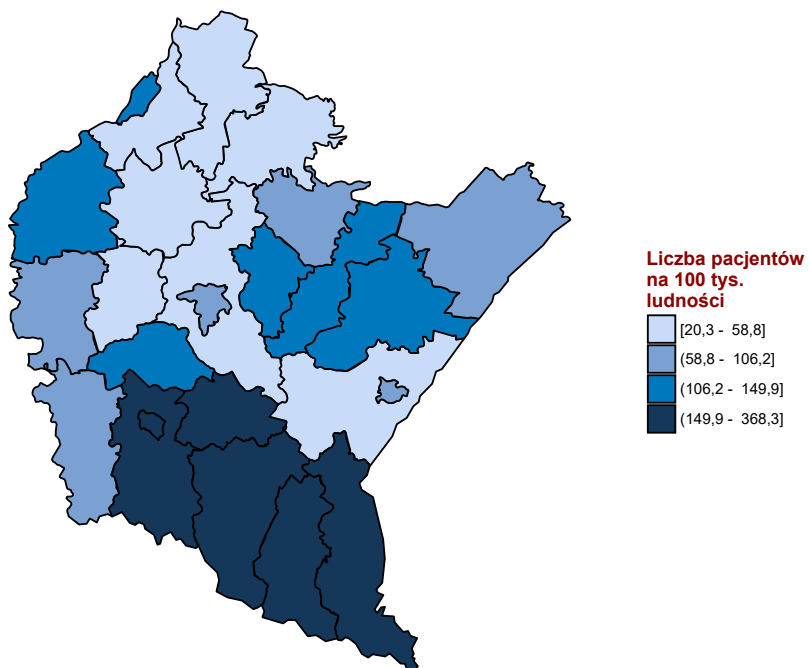 Liczba pacjentów
na 100 tys.
ludności
[20,3 - 58,8]
(58,8 - 106,2]
(106,2 - 149,9]
(149,9 - 368,3]